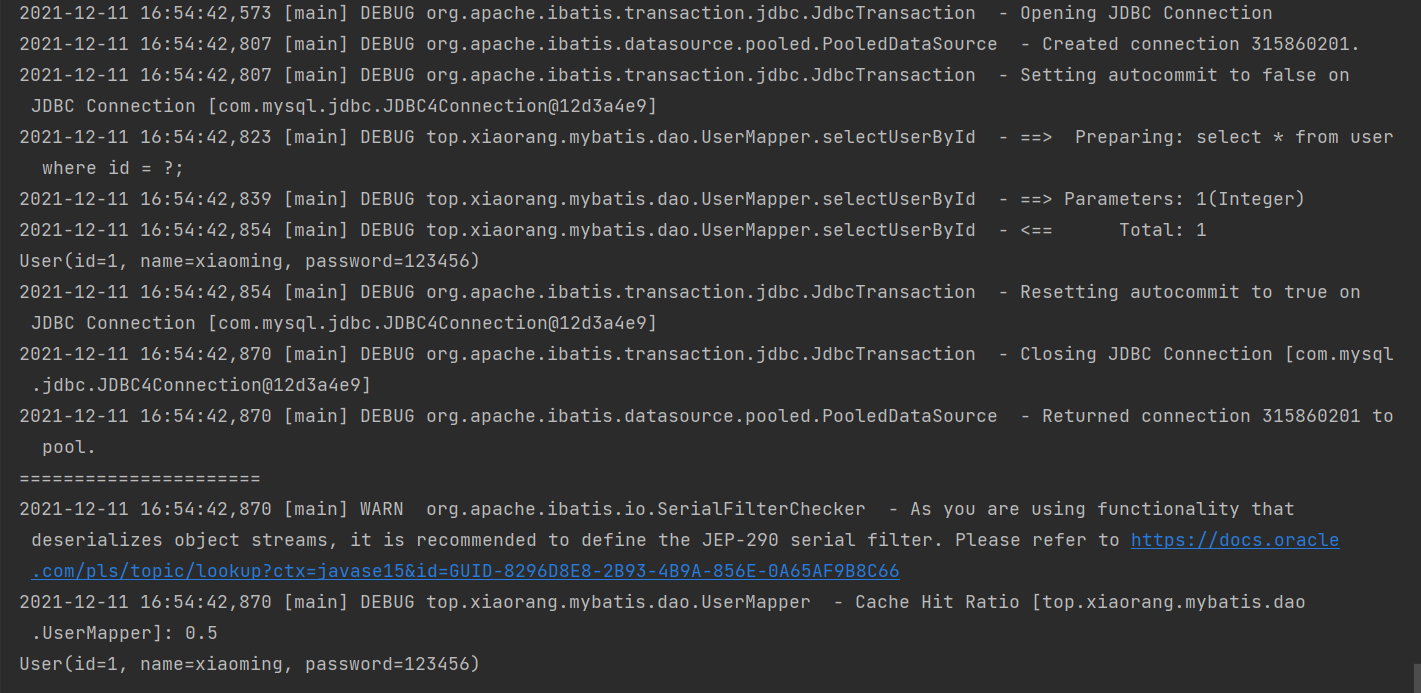 2021-12-11 16:54:42,573 [main] DEBUG org.apache.ibatis.transaction.jdbc.JdbcTransaction  - Opening JDBC Connection
2021-12-11 16:54:42,807 [main] DEBUG org.apache.ibatis.datasource.pooled.PooledDataSource  - Created connection 315860201.
2021-12-11 16:54:42,807 [main] DEBUG org.apache.ibatis.transaction.jdbc.JdbcTransaction  - Setting autocommit to false on
JDBC Connection [com.mysql.jdbc.JDBC4Connection@12d3a4e9]
2021-12-11 16:54:42,823 [main] DEBUG top.xiaorang.mybatis.dao.UserMapper.selectUserById  - ==>  Preparing: select * from user
where id = ?;
2021-12-11 16:54:42,839 [main] DEBUG top.xiaorang.mybatis.dao.UserMapper.selectUserById  - ==> Parameters: 1(Integer)
2021-12-11 16:54:42,854 [main] DEBUG top.xiaorang.mybatis.dao.UserMapper.selectUserById  - <==      Total: 1
User(id=1, name=xiaoming, password=123456)
2021-12-11 16:54:42,854 [main] DEBUG org.apache.ibatis.transaction.jdbc.JdbcTransaction  - Resetting autocommit to true on
JDBC Connection [com.mysql.jdbc.JDBC4Connection@12d3a4e9]
2021-12-11 16:54:42,870 [main] DEBUG org.apache.ibatis.transaction.jdbc.JdbcTransaction  - Closing JDBC Connection [com.mysql
.jdbc.JDBC4Connection@12d3a4e9]
2021-12-11 16:54:42,870 [main] DEBUG org.apache.ibatis.datasource.pooled.PooledDataSource  - Returned connection 315860201 to
pool.
======================
2021-12-11 16:54:42,870 [main] WARN  org.apache.ibatis.io.SerialFilterChecker  - As you are using functionality that
deserializes object streams, it is recommended to define the JEP-290 serial filter. Please refer to https://docs.oracle
.com/pls/topic/lookup?ctx=javase15&id=GUID-8296D8E8-2B93-4B9A-856E-0A65AF9B8C66
2021-12-11 16:54:42,870 [main] DEBUG top.xiaorang.mybatis.dao.UserMapper  - Cache Hit Ratio [top.xiaorang.mybatis.dao
.UserMapper]: 0.5
User(id=1, name=xiaoming, password=123456)